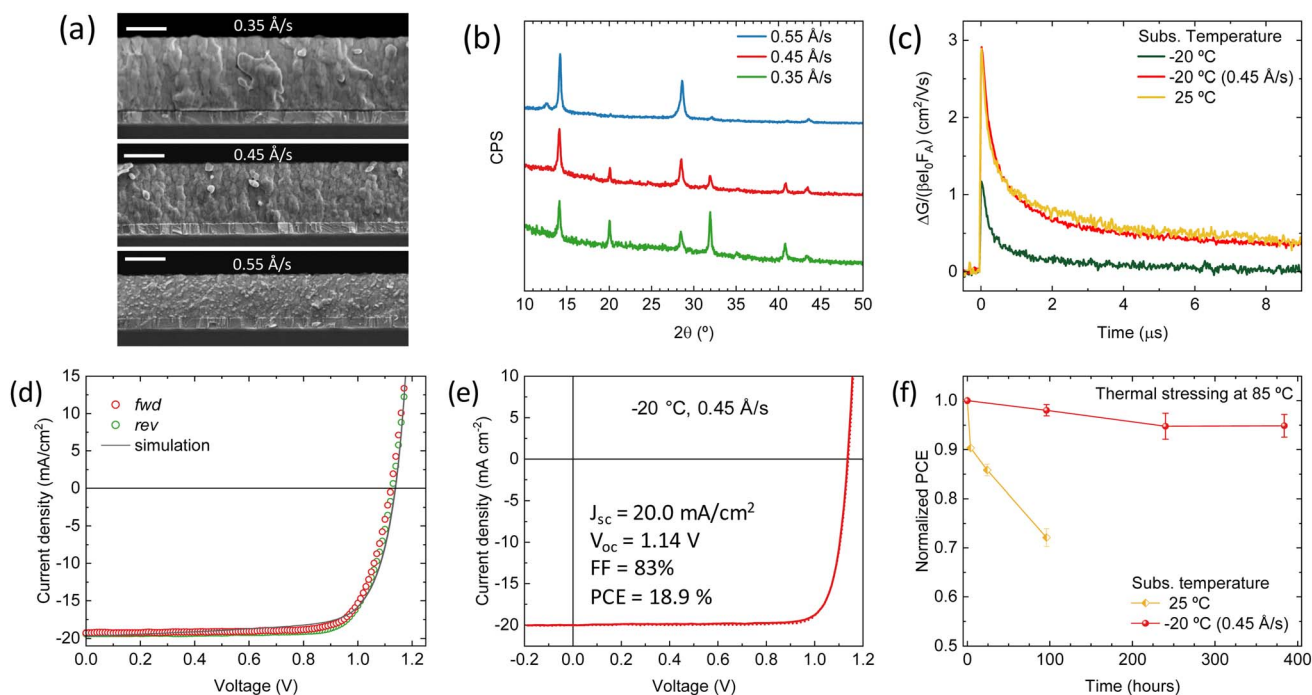 (a)
0.35 Å/s
0.45 Å/s
0.55 Å/s
(b)
0.55 Å/s
0.45 Å/s
0.35 Å/s
CPS
10 15 20 25 30 35 40 45 50
2θ (º)
(c)
Subs. Temperature
-20 ºC
-20 ºC (0.45 Å/s)
25 ºC
ΔG/(βeI0FA) (cm²/Vs)
3
2
1
0
0 2 4 6 8
Time (μs)
(d)
fwd
rev
simulation
Current density (mA/cm²)
15
10
5
0
-5
-10
-15
-20
0.0 0.2 0.4 0.6 0.8 1.0 1.2
Voltage (V)
(e)
-20 °C, 0.45 Å/s
Jsc = 20.0 mA/cm²
Voc = 1.14 V
FF = 83%
PCE = 18.9 %
Current density (mA cm-2)
10
5
0
-5
-10
-15
-20
-0.2 0.0 0.2 0.4 0.6 0.8 1.0 1.2
Voltage (V)
(f)
Thermal stressing at 85 ºC
Normalized PCE
1.0
0.9
0.8
0.7
0.6
0.5
Subs. temperature
25 ºC
-20 ºC (0.45 Å/s)
0 100 200 300 400
Time (hours)